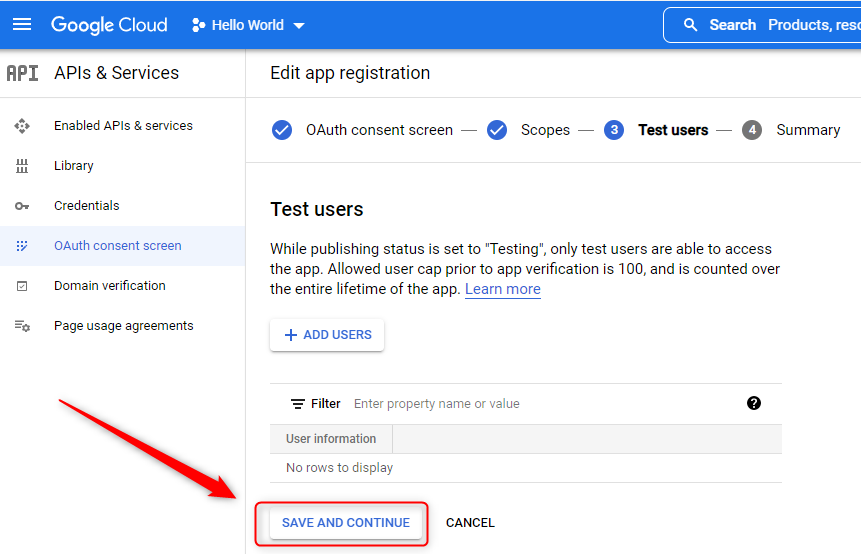 Google Cloud
Hello World
Search Products, reso
API APIs & Services
Edit app registration
Enabled APIs & services
Library
Credentials
OAuth consent screen
Domain verification
Page usage agreements
OAuth consent screen — Scopes — 3 Test users — 4 Summary
Test users
While publishing status is set to "Testing", only test users are able to access
the app. Allowed user cap prior to app verification is 100, and is counted over
the entire lifetime of the app. Learn more
+ ADD USERS
Filter Enter property name or value ?
User information
No rows to display
SAVE AND CONTINUE CANCEL